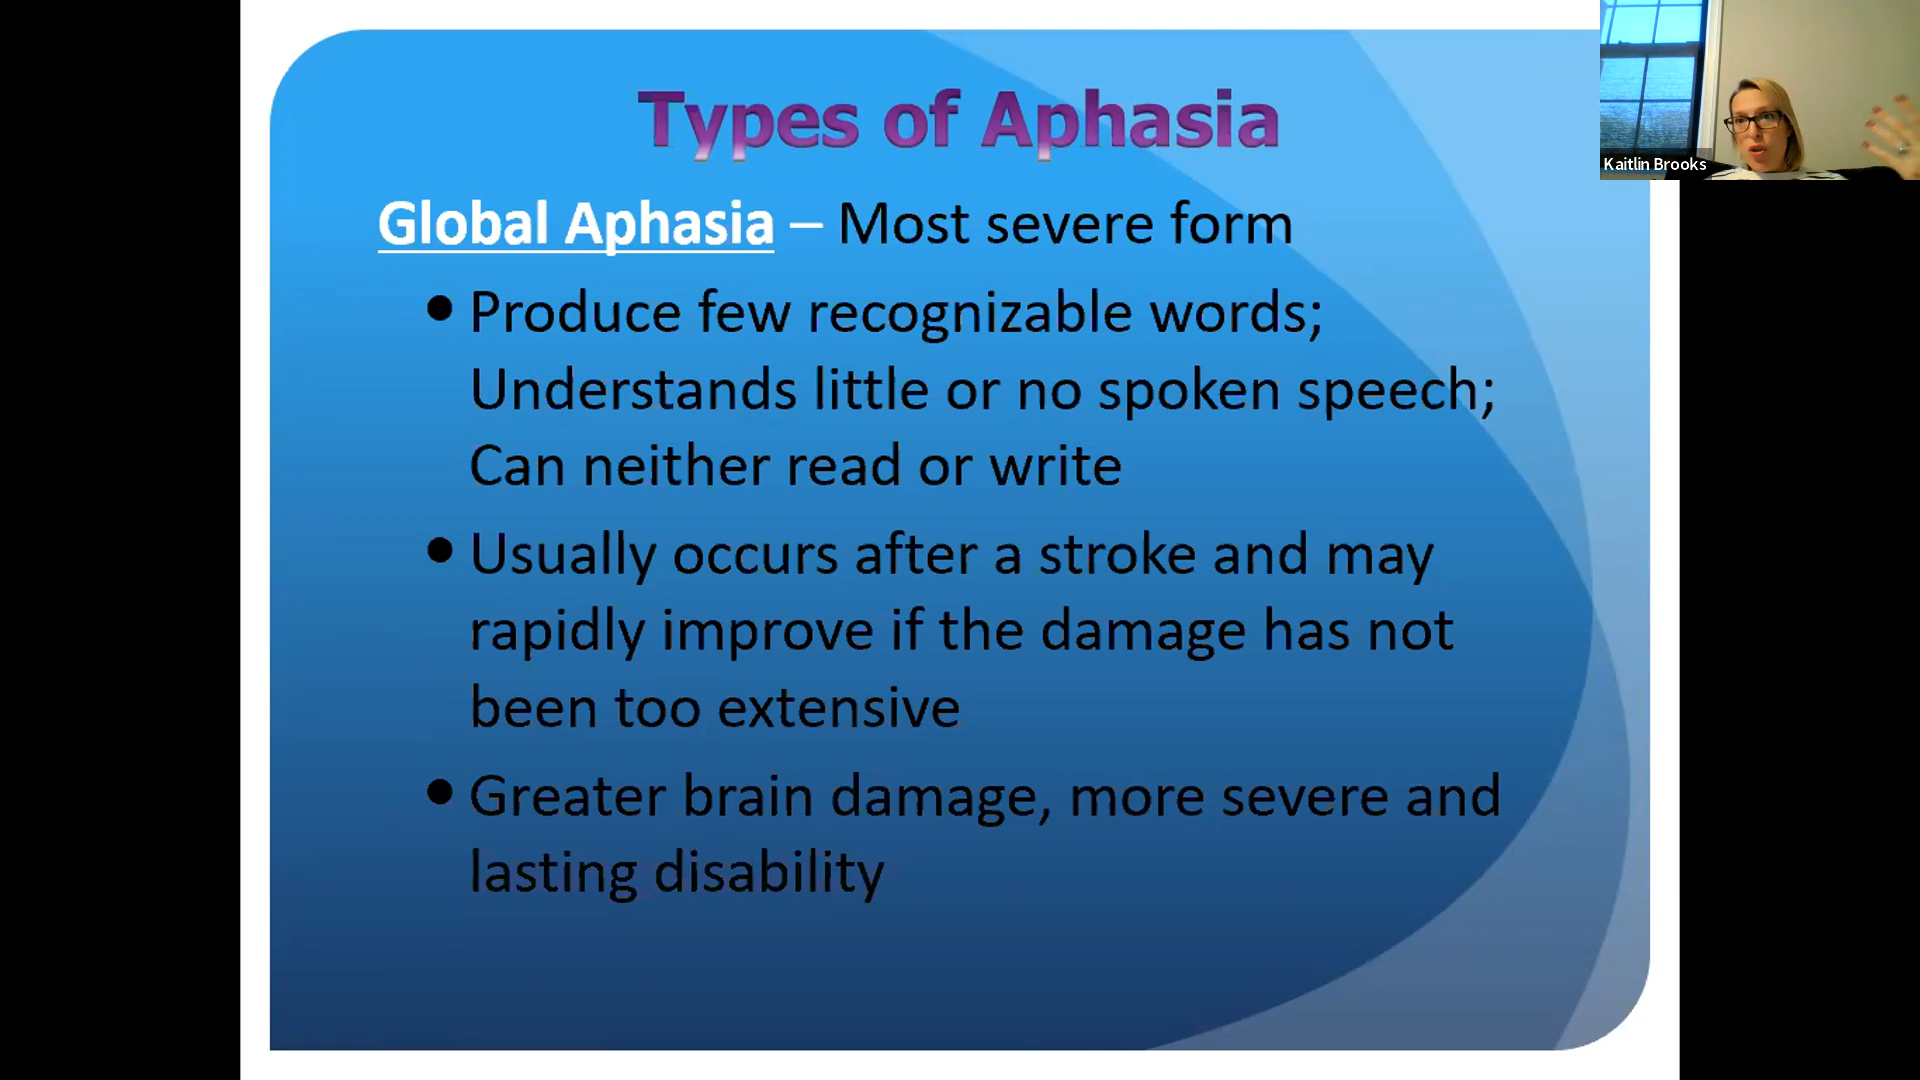 Types of Aphasia
Kaitlin Brooks
Global Aphasia – Most severe form
• Produce few recognizable words;
Understands little or no spoken speech;
Can neither read or write
• Usually occurs after a stroke and may
rapidly improve if the damage has not
been too extensive
• Greater brain damage, more severe and
lasting disability